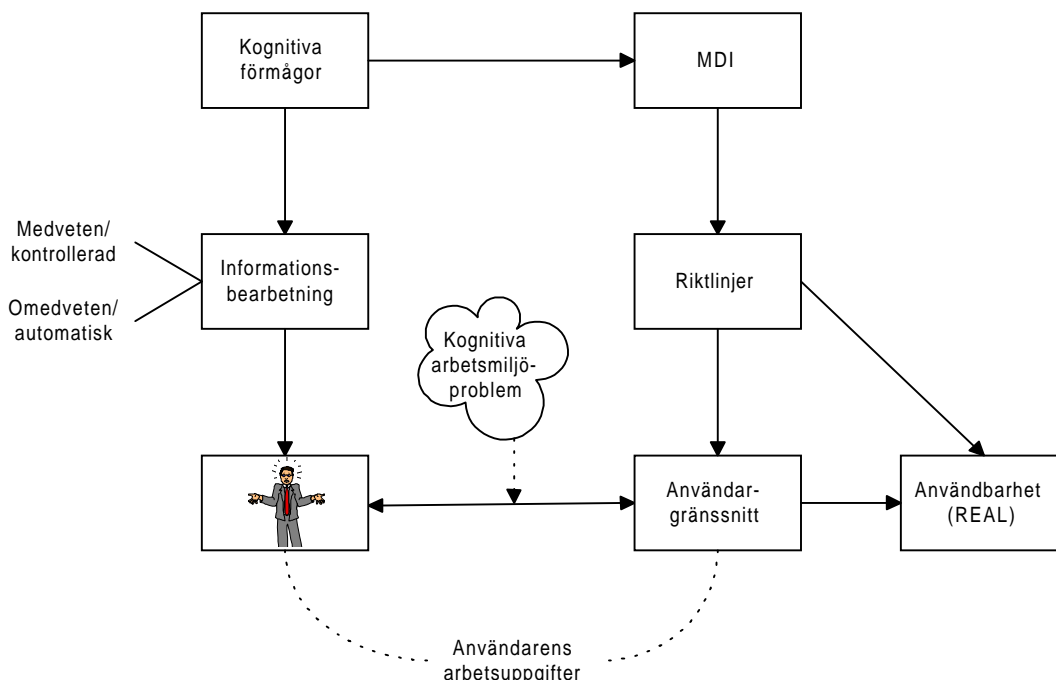 Kognitiva
förmågor
MDI
Medveten/
kontrollerad
Omedveten/
automatisk
Informations-
bearbetning
Riktlinjer
Kognitiva
arbetsmiljö-
problem
Användar-
gränssnitt
Användbarhet
(REAL)
Användarens
arbetsuppgifter